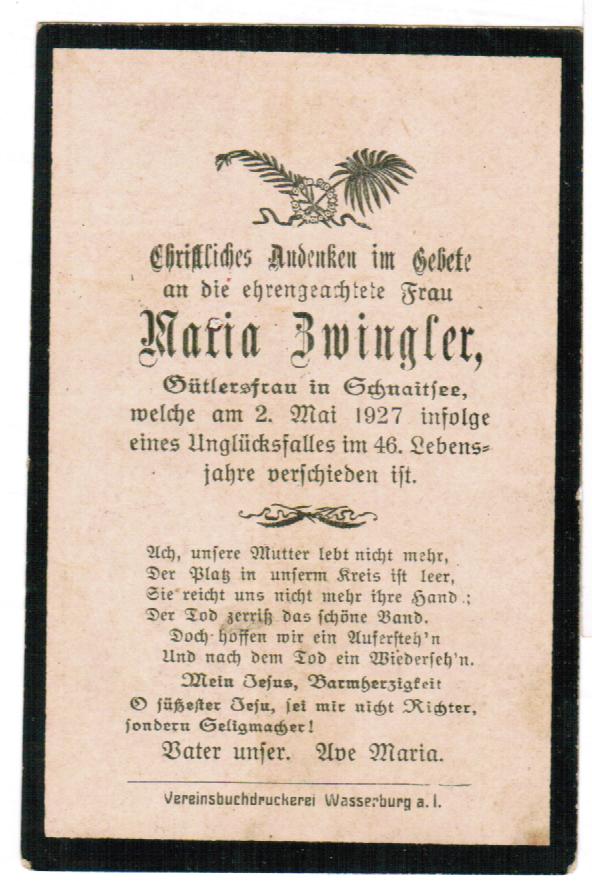 Christliches Andenken im Gebete
an die ehrengeachtete Frau
Maria Zwingler,
Gütlersfrau in Schnaitsee,
welche am 2. Mai 1927 infolge
eines Unglücksfalles im 46. Lebens-
jahre verschieden ist.
Ach, unsere Mutter lebt nicht mehr,
Der Platz in unserm Kreis ist leer,
Sie reicht uns nicht mehr ihre Hand.;
Der Tod zerriß das schöne Band.
Doch hoffen wir ein Aufersteh'n
Und nach dem Tod ein Wiederseh'n.
Mein Jesus, Barmherzigkeit
O süßester Jesu, sei mir nicht Richter,
sondern Seligmacher!
Vater unser. Ave Maria.
Vereinsbuchdruckerei Wasserburg a. I.